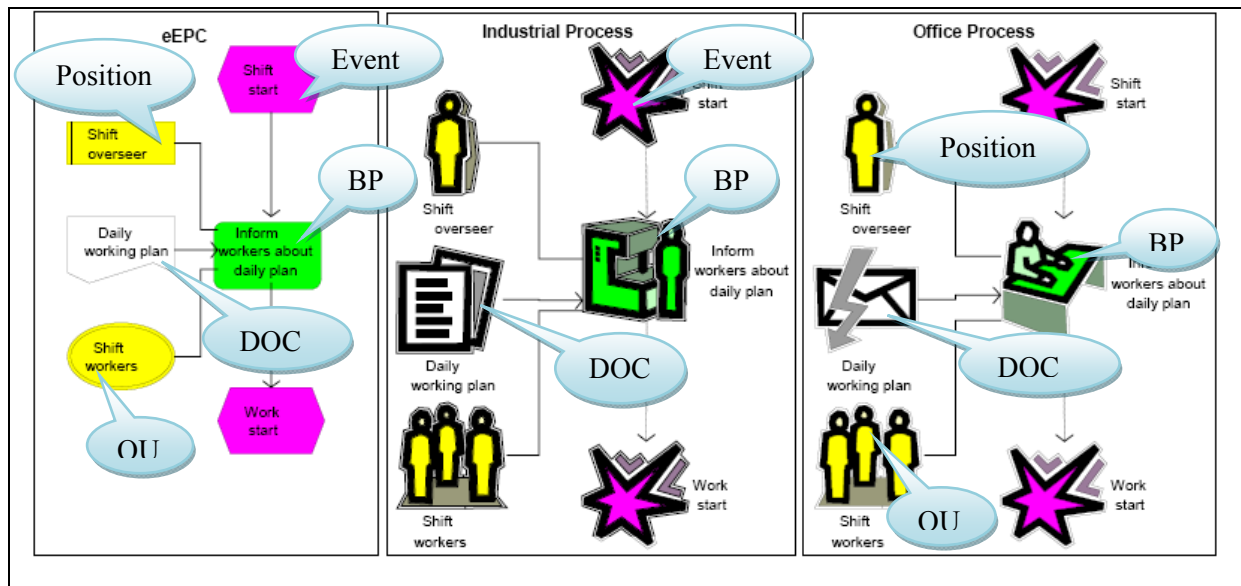 eEPC
Position
Event
Shift
start
Shift
overseer
BP
Daily
working plan
Inform
workers about
daily plan
DOC
Shift
workers
OU
Work
start
Industrial Process
Event
start
Shift
overseer
BP
Inform
workers about
daily plan
DOC
Daily
working plan
Work
start
Shift
workers
Office Process
Shift
start
Position
Shift
overseer
BP
workers about
daily plan
DOC
Daily
working plan
OU
Work
start
Shift
workers